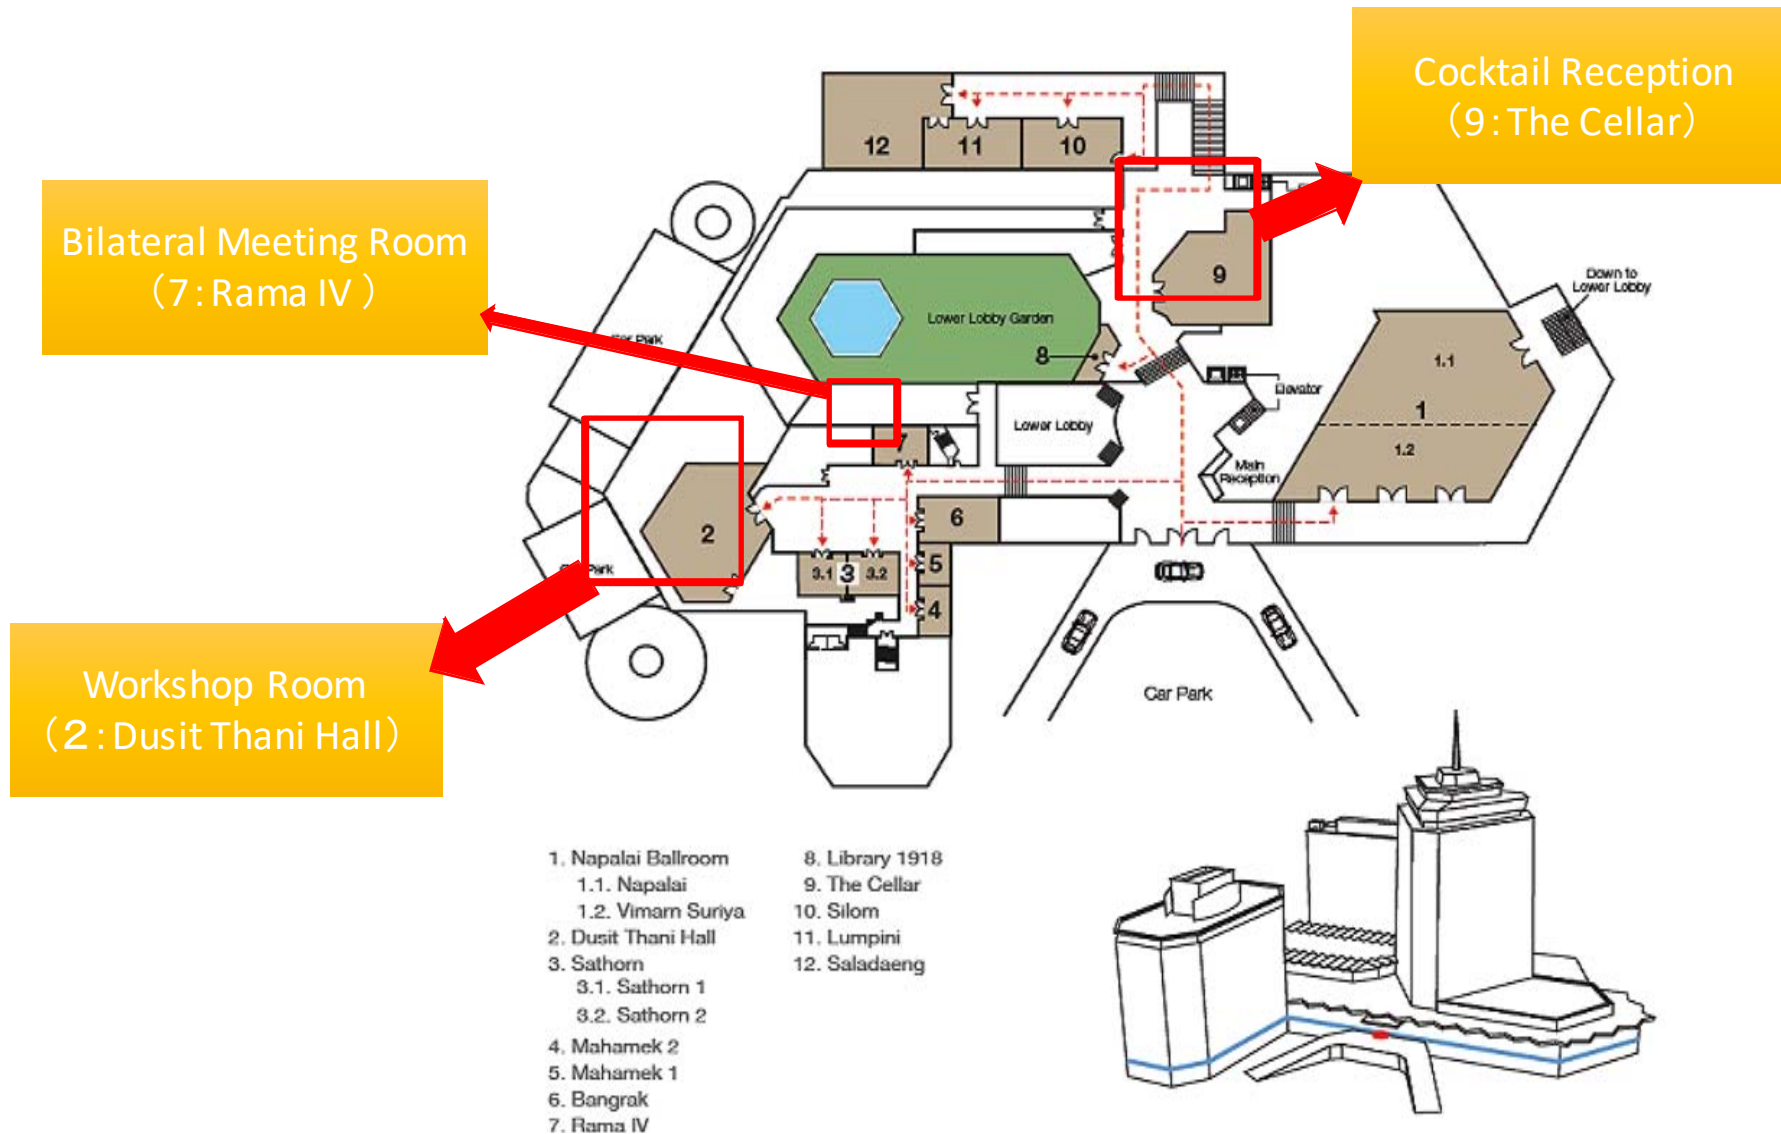 Cocktail Reception
（9：The Cellar）
Bilateral Meeting Room
（7：Rama IV ）
Workshop Room
（2：Dusit Thani Hall）
12
11
10
9
Down to
Lower Lobby
Lower Lobby Garden
8
Car Park
1.1
1
1.2
Elevator
Lower Lobby
Main
Reception
7
2
6
5
4
3.1
3
3.2
Car Park
Car Park
1. Napalai Ballroom
1.1. Napalai
1.2. Vimarn Suriya
2. Dusit Thani Hall
3. Sathorn
3.1. Sathorn 1
3.2. Sathorn 2
4. Mahamek 2
5. Mahamek 1
6. Bangrak
7. Rama IV
8. Library 1918
9. The Cellar
10. Silom
11. Lumpini
12. Saladaeng